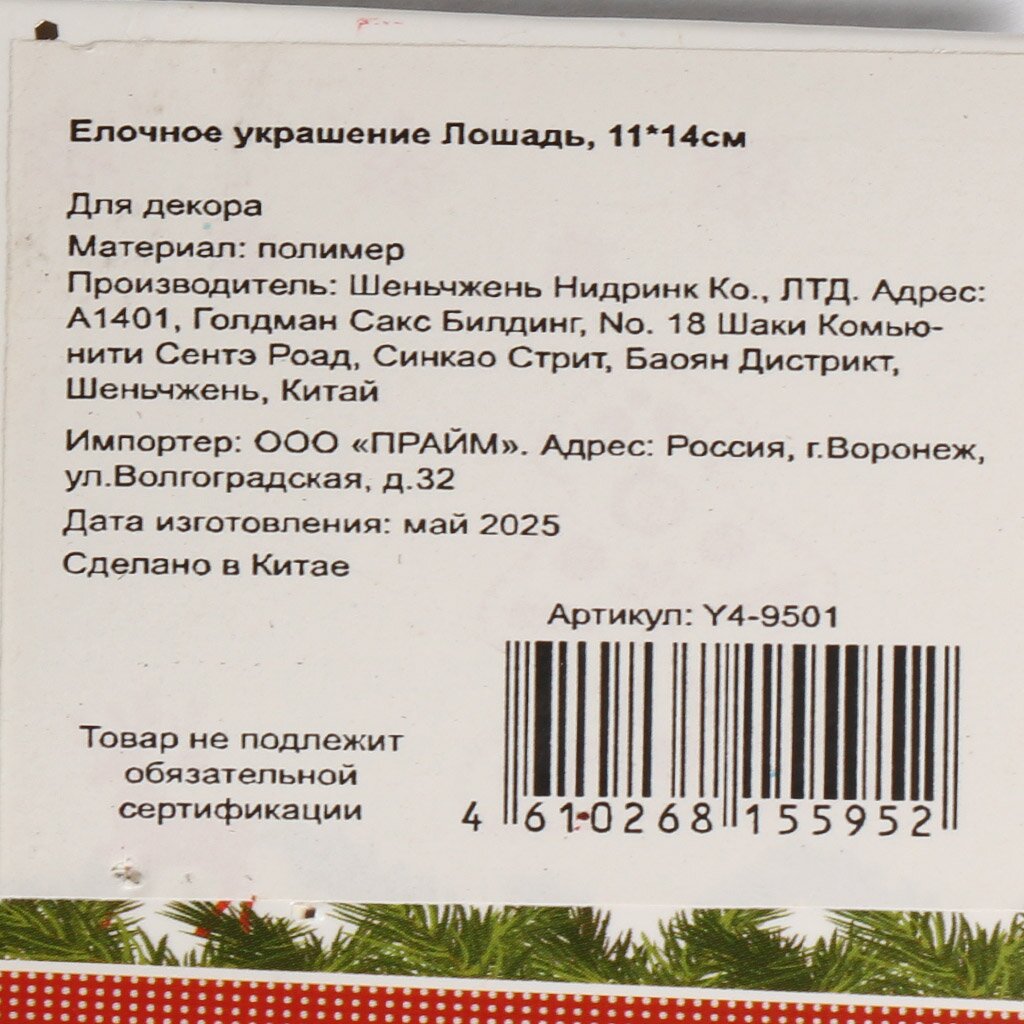 Елочное украшение Лошадь, 11*14см
Для декора
Материал: полимер
Производитель: Шеньчжень Нидринк Ко., ЛТД. Адрес:
А1401, Голдман Сакс Билдинг, No. 18 Шаки Комью-
нити Сентэ Роад, Синкао Стрит, Баоян Дистрикт,
Шеньчжень, Китай
Импортер: ООО «ПРАЙМ». Адрес: Россия, г.Воронеж,
ул.Волгоградская, д.32
Дата изготовления: май 2025
Сделано в Китае
Артикул: Y4-9501
Товар не подлежит
обязательной
сертификации
4 610268 155952